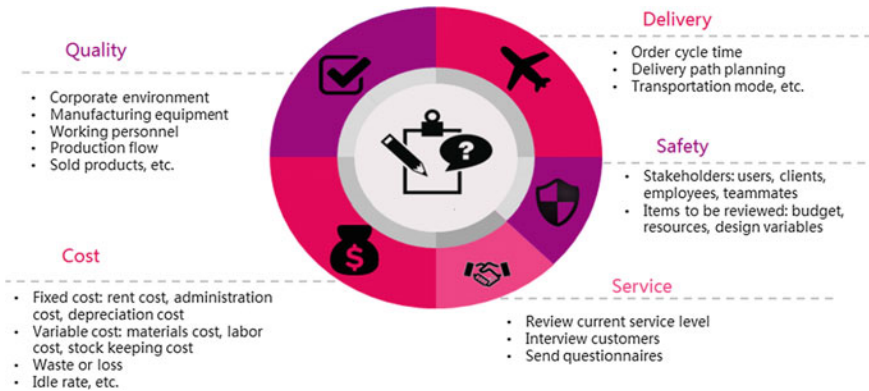 Quality
• Corporate environment
• Manufacturing equipment
• Working personnel
• Production flow
• Sold products, etc.
Delivery
• Order cycle time
• Delivery path planning
• Transportation mode, etc.
Safety
• Stakeholders: users, clients,
employees, teammates
• Items to be reviewed: budget,
resources, design variables
Cost
• Fixed cost: rent cost, administration
cost, depreciation cost
• Variable cost: materials cost, labor
cost, stock keeping cost
• Waste or loss
• Idle rate, etc.
Service
• Review current service level
• Interview customers
• Send questionnaires
?
$